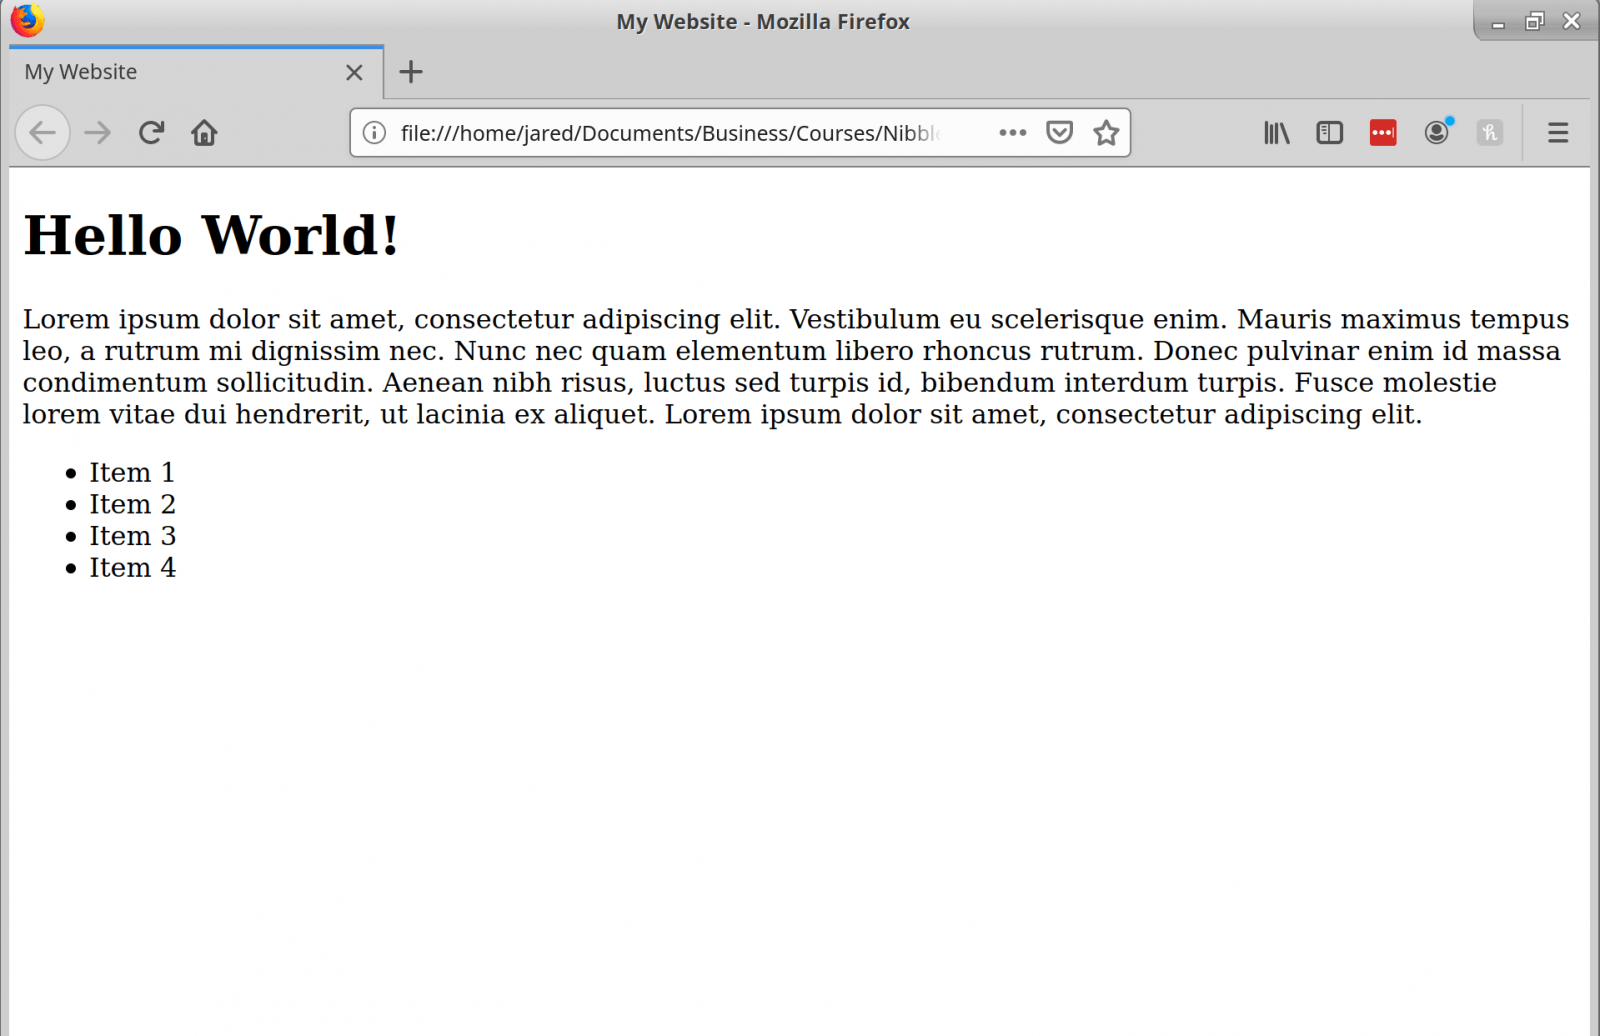 My Website - Mozilla Firefox
My Website
file:///home/jared/Documents/Business/Courses/Nibble
Hello World!
Lorem ipsum dolor sit amet, consectetur adipiscing elit. Vestibulum eu scelerisque enim. Mauris maximus tempus
leo, a rutrum mi dignissim nec. Nunc nec quam elementum libero rhoncus rutrum. Donec pulvinar enim id massa
condimentum sollicitudin. Aenean nibh risus, luctus sed turpis id, bibendum interdum turpis. Fusce molestie
lorem vitae dui hendrerit, ut lacinia ex aliquet. Lorem ipsum dolor sit amet, consectetur adipiscing elit.
• Item 1
• Item 2
• Item 3
• Item 4